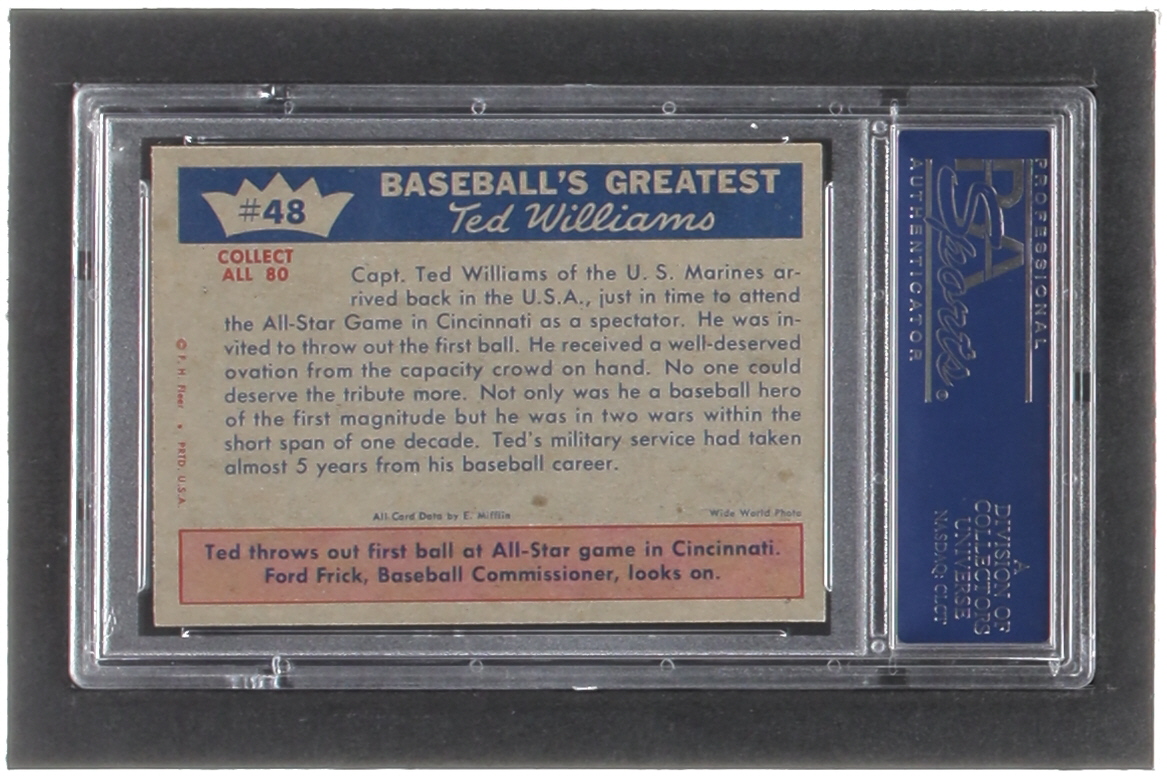 #48
BASEBALL'S GREATEST
Ted Williams
COLLECT
ALL 80
Capt. Ted Williams of the U. S. Marines ar-
rived back in the U.S.A., just in time to attend
the All-Star Game in Cincinnati as a spectator. He was in-
vited to throw out the first ball. He received a well-deserved
ovation from the capacity crowd on hand. No one could
deserve the tribute more. Not only was he a baseball hero
of the first magnitude but he was in two wars within the
short span of one decade. Ted's military service had taken
almost 5 years from his baseball career.
© F. H. Fleer • PRTD. U.S.A.
All Card Data by E. Mifflin
Wide World Photo
Ted throws out first ball at All-Star game in Cincinnati.
Ford Frick, Baseball Commissioner, looks on.
PROFESSIONAL
PSA
Sports
AUTHENTICATOR
A
DIVISION OF
COLLECTORS
UNIVERSE
NASDAQ: CLCT